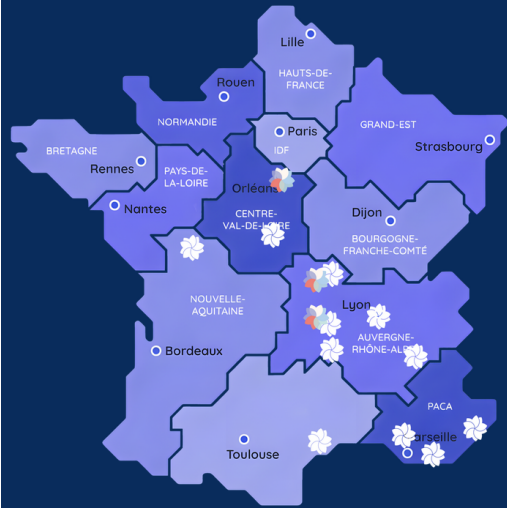 Lille
HAUTS-DE-
FRANCE
Rouen
NORMANDIE
Paris
IDF
GRAND-EST
Strasbourg
BRETAGNE
Rennes
PAYS-DE-
LA-LOIRE
Orléans
Nantes
CENTRE-
VAL-DE-LOIRE
Dijon
BOURGOGNE-
FRANCHE-COMTÉ
NOUVELLE-
AQUITAINE
Lyon
AUVERGNE-
RHÔNE-ALPES
Bordeaux
PACA
Marseille
Toulouse